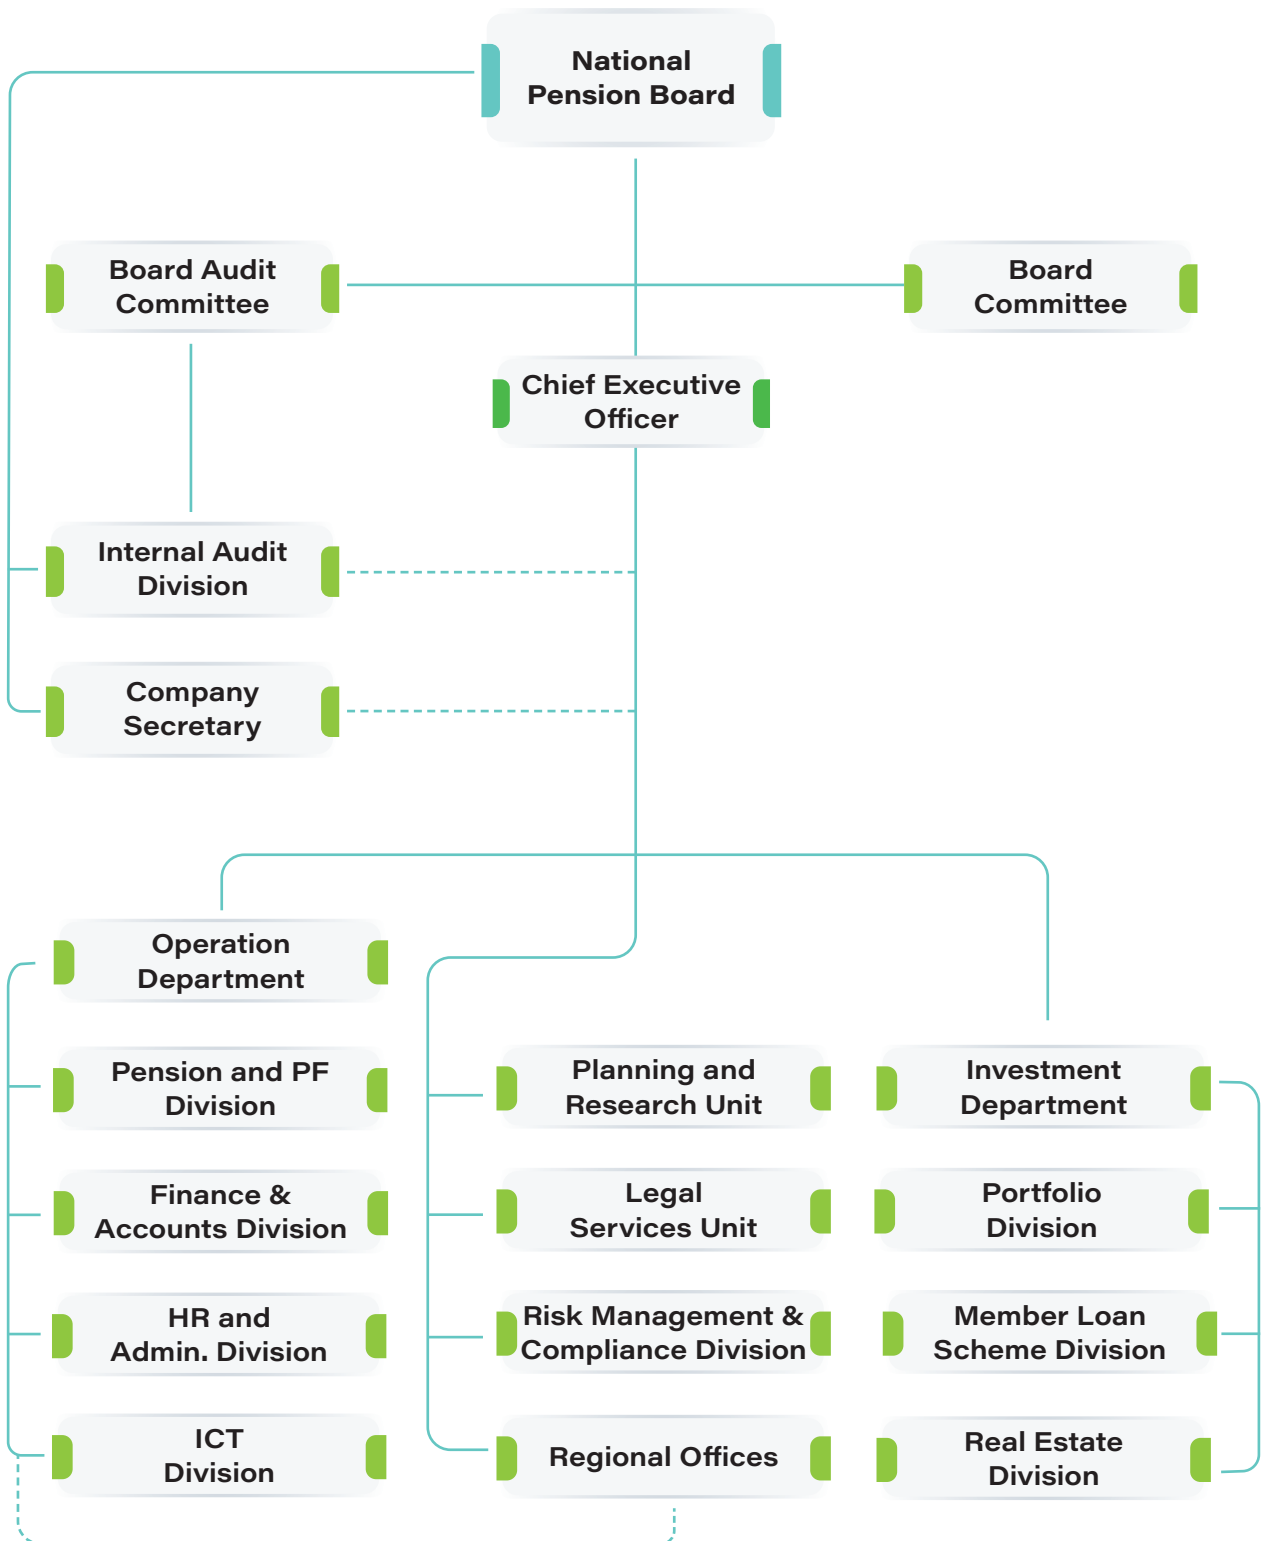 National
Pension Board
Board Audit
Committee
Board
Committee
Chief Executive
Officer
Internal Audit
Division
Company
Secretary
Operation
Department
Pension and PF
Division
Finance &
Accounts Division
HR and
Admin. Division
ICT
Division
Planning and
Research Unit
Legal
Services Unit
Risk Management &
Compliance Division
Regional Offices
Investment
Department
Portfolio
Division
Member Loan
Scheme Division
Real Estate
Division